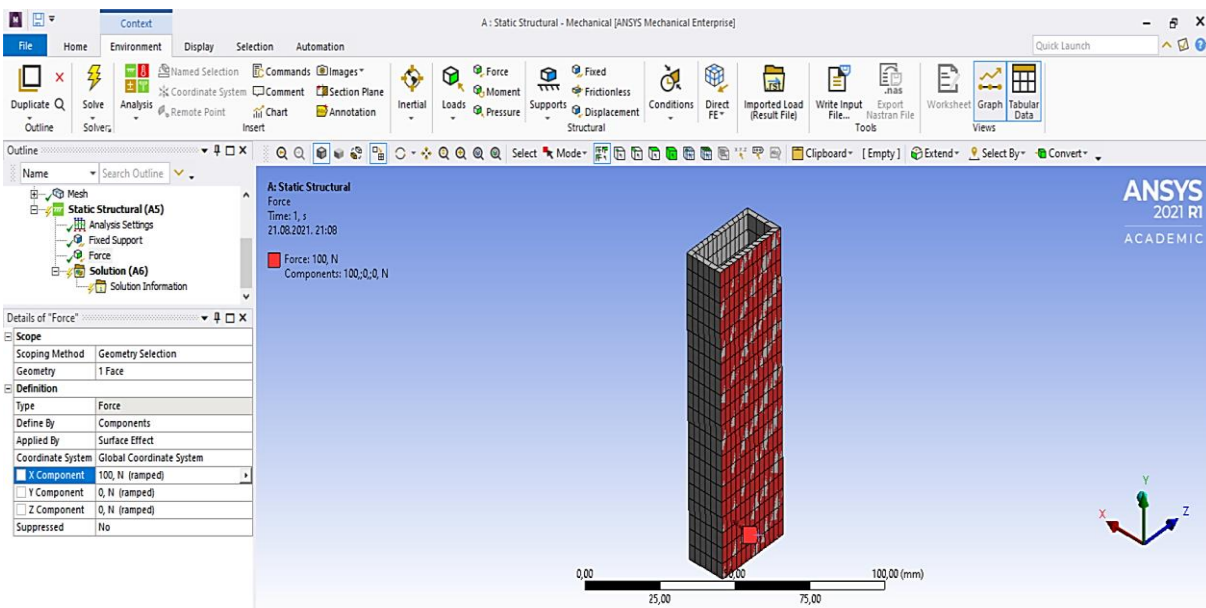 Context
A : Static Structural - Mechanical [ANSYS Mechanical Enterprise]
File Home Environment Display Selection Automation
Quick Launch
Duplicate Q
Outline
Solve
Solver
Analysis
Named Selection
Coordinate System
Remote Point
Commands
Comment
Chart
Images
Section Plane
Annotation
Insert
Inertial
Loads
Force
Moment
Pressure
Supports
Fixed
Frictionless
Displacement
Conditions
Direct FE
Structural
Imported Load
(Result File)
Write Input
File...
Export
Nastran File
.nas
Tools
Worksheet
Graph
Tabular
Data
Views
Outline
Name Search Outline
Mesh
Static Structural (A5)
Analysis Settings
Fixed Support
Force
Solution (A6)
Solution Information
Select Mode Clipboard [Empty] Extend Select By Convert
Details of "Force"
Scope
Scoping Method Geometry Selection
Geometry 1 Face
Definition
Type Force
Define By Components
Applied By Surface Effect
Coordinate System Global Coordinate System
X Component 100, N (ramped)
Y Component 0, N (ramped)
Z Component 0, N (ramped)
Suppressed No
A: Static Structural
Force
Time: 1, s
21.08.2021. 21:08
Force: 100, N
Components: 100,;0,;0, N
ANSYS
2021 R1
ACADEMIC
Y
X Z
0,00 100,00 (mm)
25,00 75,00